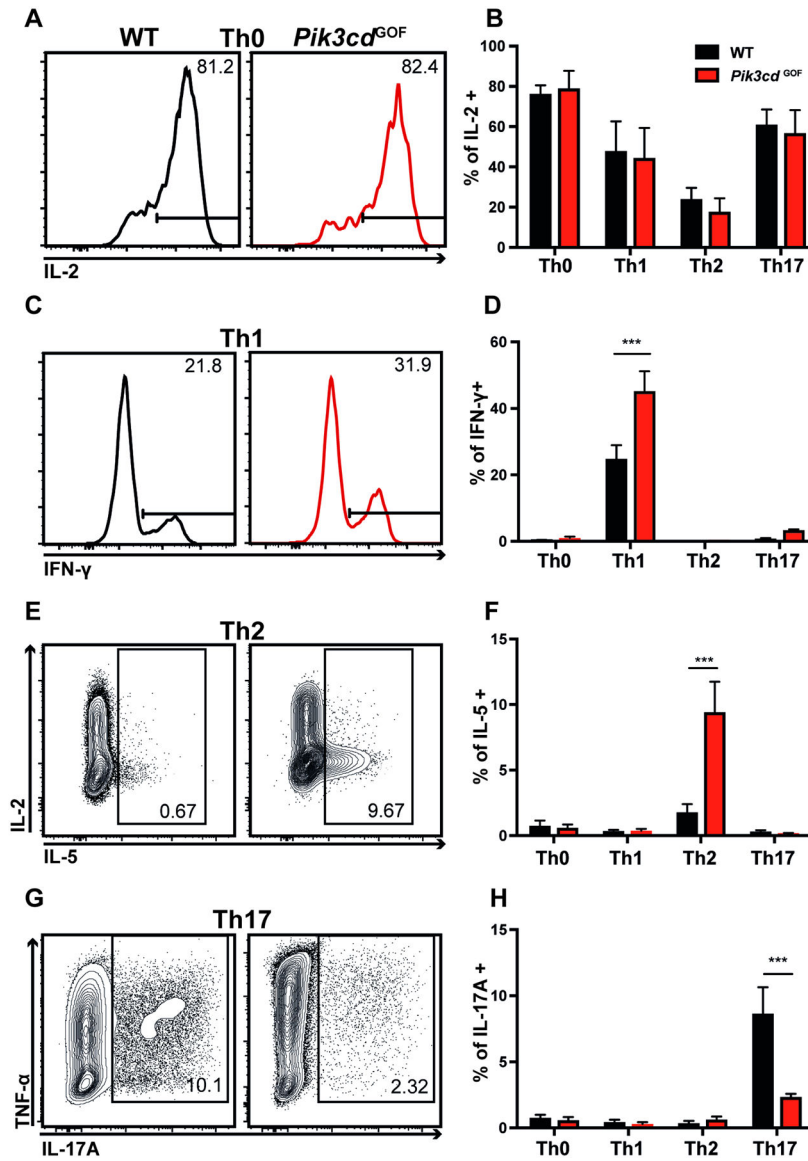 A
WT
Th0
Pik3cdGOF
81.2
82.4
IL-2
B
WT
Pik3cd GOF
% of IL-2 +
100
80
60
40
20
0
Th0 Th1 Th2 Th17
C
Th1
21.8
31.9
IFN-γ
D
% of IFN-γ+
60
40
20
0
***
Th0 Th1 Th2 Th17
E
Th2
IL-2
0.67
9.67
IL-5
F
% of IL-5 +
15
10
5
0
***
Th0 Th1 Th2 Th17
G
Th17
TNF-α
10.1
2.32
IL-17A
H
% of IL-17A +
15
10
5
0
***
Th0 Th1 Th2 Th17